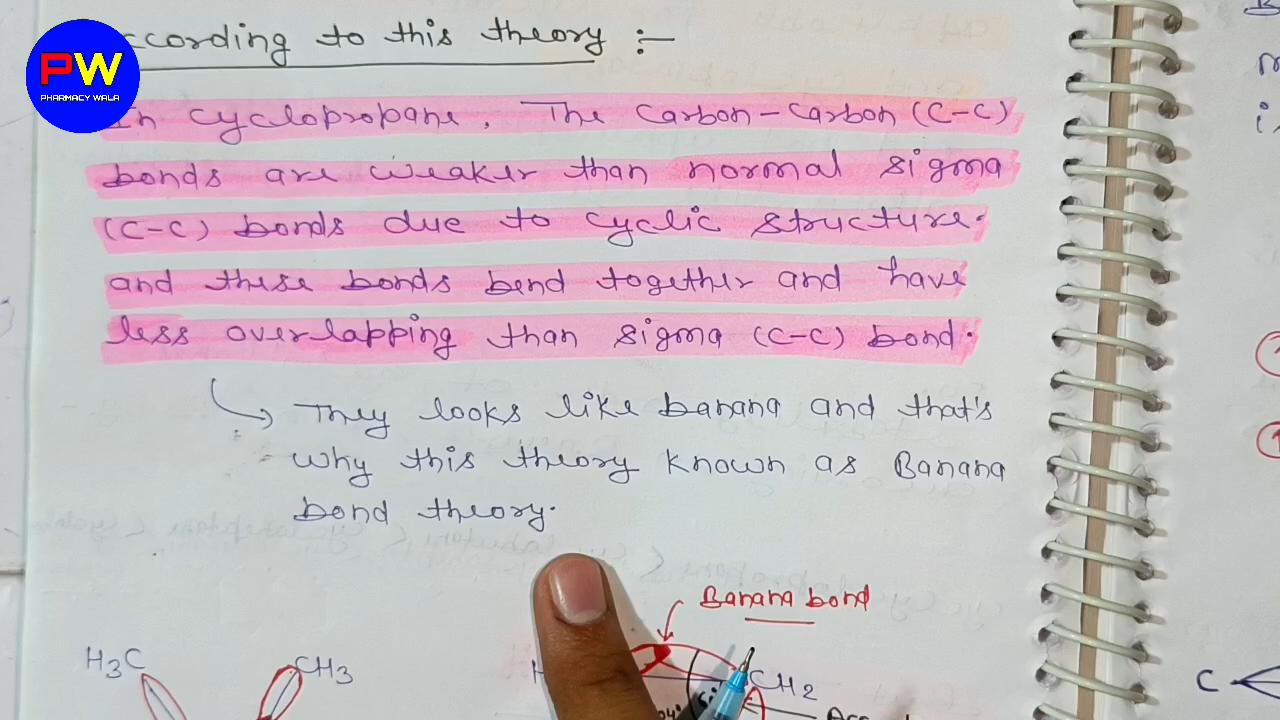 PW
PHARMACY WALA
According to this theory :-
In cyclopropane, The carbon-carbon (C-C)
bonds are weaker than normal sigma
(C-C) bonds due to cyclic structure.
and these bonds bend together and have
less overlapping than sigma (C-C) bond.
They looks like banana and that's
why this theory known as Banana
bond theory.
Banana bond
H3C
CH3
CH2
C